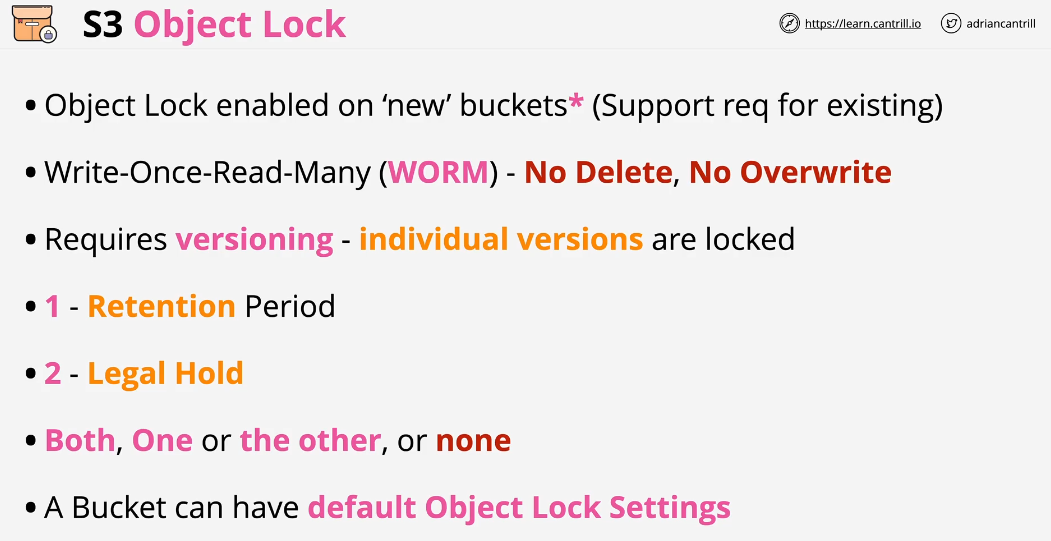 S3 Object Lock
https://learn.cantrill.io
adriancantrill
• Object Lock enabled on ‘new’ buckets* (Support req for existing)
• Write-Once-Read-Many (WORM) - No Delete, No Overwrite
• Requires versioning - individual versions are locked
• 1 - Retention Period
• 2 - Legal Hold
• Both, One or the other, or none
• A Bucket can have default Object Lock Settings